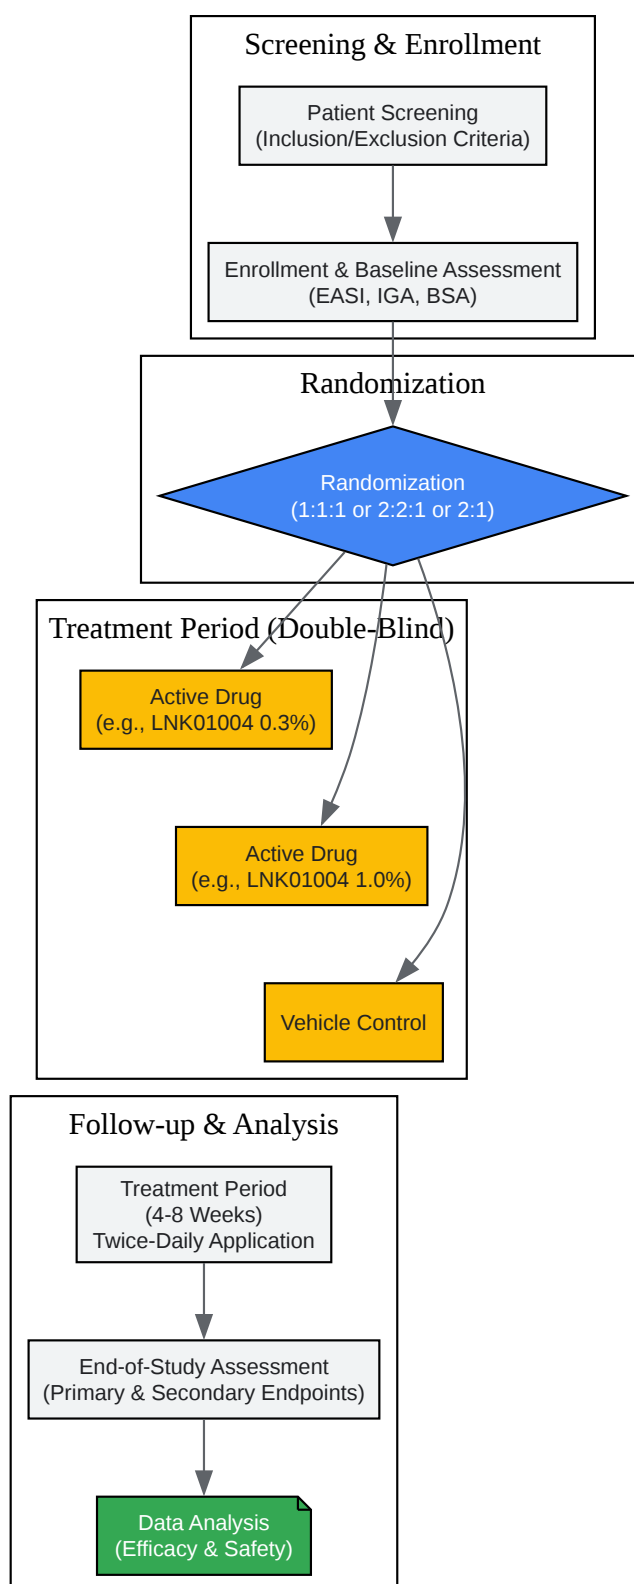 Screening & Enrollment
Patient Screening
(Inclusion/Exclusion Criteria)
Enrollment & Baseline Assessment
(EASI, IGA, BSA)
Randomization
Randomization
(1:1:1 or 2:2:1 or 2:1)
Treatment Period (Double-Blind)
Active Drug
(e.g., LNK01004 0.3%)
Active Drug
(e.g., LNK01004 1.0%)
Vehicle Control
Follow-up & Analysis
Treatment Period
(4-8 Weeks)
Twice-Daily Application
End-of-Study Assessment
(Primary & Secondary Endpoints)
Data Analysis
(Efficacy & Safety)